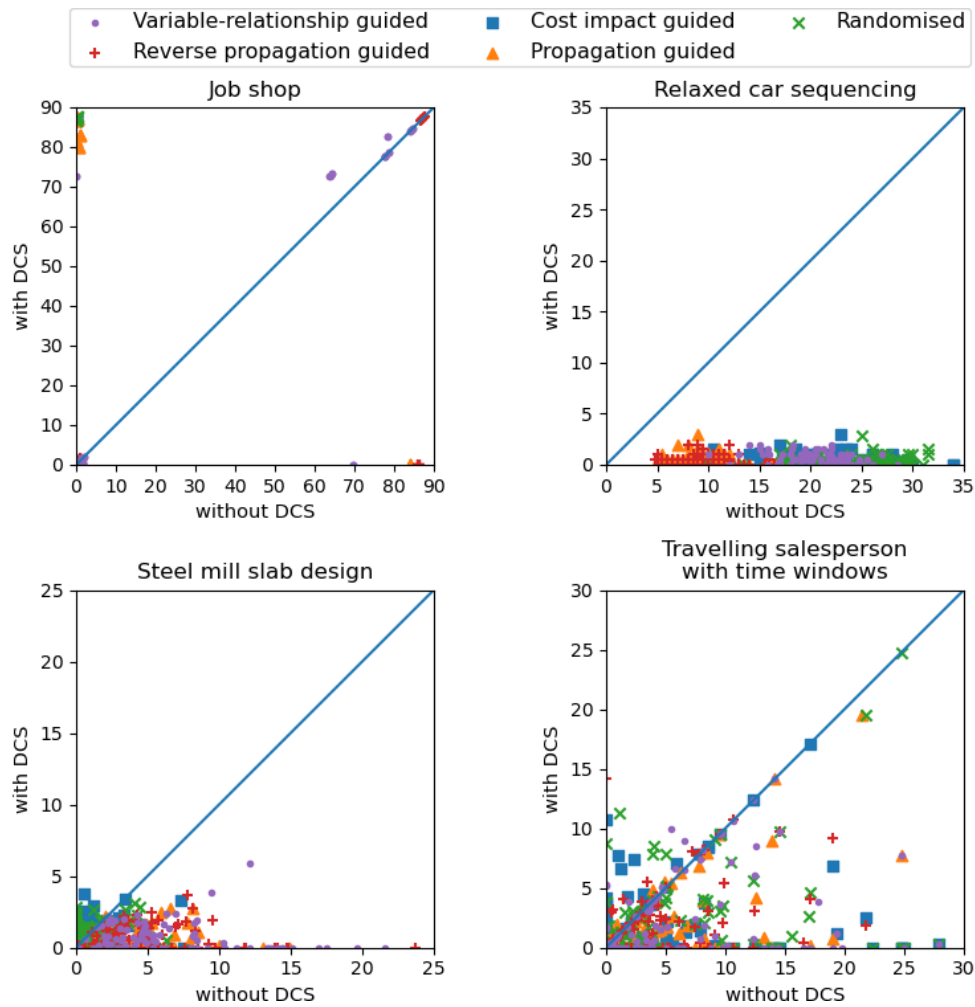 Variable-relationship guided
Cost impact guided
Randomised
Reverse propagation guided
Propagation guided
Job shop
90
80
70
60
50
40
30
20
10
0
with DCS
0 10 20 30 40 50 60 70 80 90
without DCS
Relaxed car sequencing
35
30
25
20
15
10
5
0
with DCS
0 5 10 15 20 25 30 35
without DCS
Steel mill slab design
25
20
15
10
5
0
with DCS
0 5 10 15 20 25
without DCS
Travelling salesperson
with time windows
30
25
20
15
10
5
0
with DCS
0 5 10 15 20 25 30
without DCS